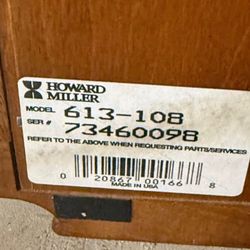 HOWARD
MILLER
MODEL 613-108
SER # 73460098
REFER TO THE ABOVE WHEN REQUESTING PARTS/SERVICES
0 20867 00166 8
MADE IN USA